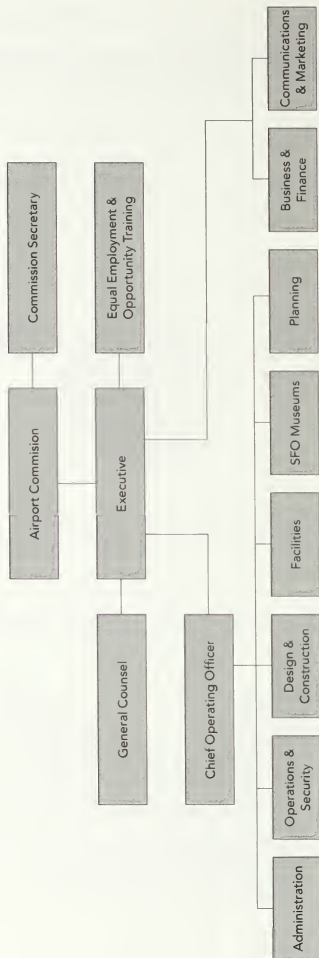 Airport Commision
Commission Secretary
General Counsel
Executive
Equal Employment &
Opportunity Training
Chief Operating Officer
Administration
Operations &
Security
Design &
Construction
Facilities
SFO Museums
Planning
Business &
Finance
Communications
& Marketing